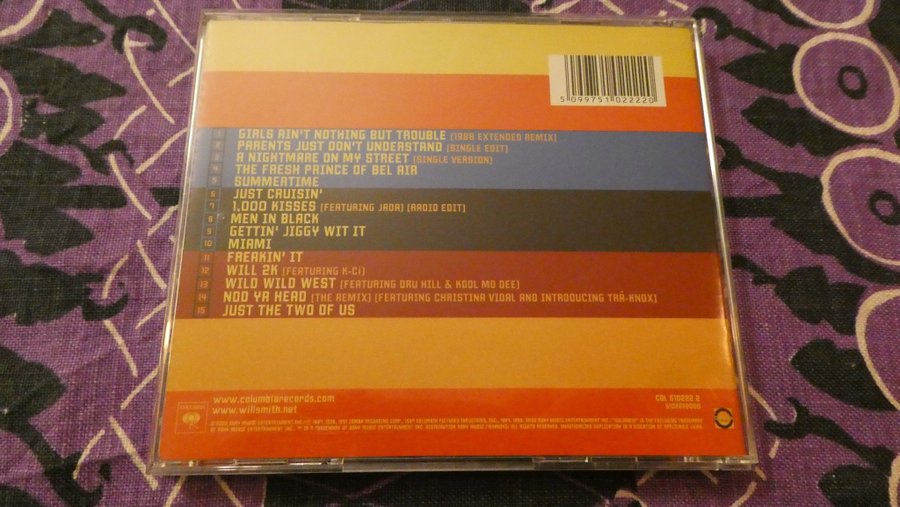 5 099751 022220
1 GIRLS AIN'T NOTHING BUT TROUBLE (1988 EXTENDED REMIX)
2 PARENTS JUST DON'T UNDERSTAND (SINGLE EDIT)
3 A NIGHTMARE ON MY STREET (SINGLE VERSION)
4 THE FRESH PRINCE OF BEL AIR
5 SUMMERTIME
6 JUST CRUISIN'
7 1,000 KISSES (FEATURING JADA) (RADIO EDIT)
8 MEN IN BLACK
9 GETTIN' JIGGY WIT IT
10 MIAMI
11 FREAKIN' IT
12 WILL 2K (FEATURING K-Ci)
13 WILD WILD WEST (FEATURING DRU HILL & KOOL MO DEE)
14 NOD YA HEAD (THE REMIX) (FEATURING CHRISTINA VIDAL AND INTRODUCING TRĀ-KNOX)
15 JUST THE TWO OF US
COLUMBIA
www.columbiarecords.com
www.willsmith.net
COL 510222 2